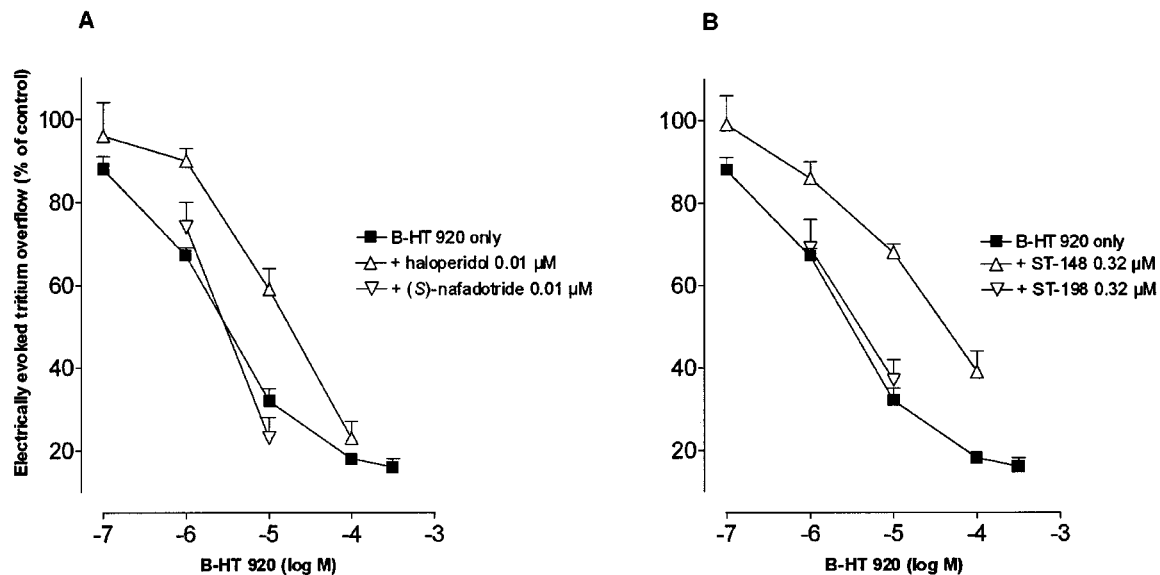 A
Electrically evoked tritium overflow (% of control)
100
80
60
40
20
-7 -6 -5 -4 -3
B-HT 920 (log M)
B-HT 920 only
+ haloperidol 0.01 µM
+ (S)-nafadotride 0.01 µM
B
100
80
60
40
20
-7 -6 -5 -4 -3
B-HT 920 (log M)
B-HT 920 only
+ ST-148 0.32 µM
+ ST-198 0.32 µM